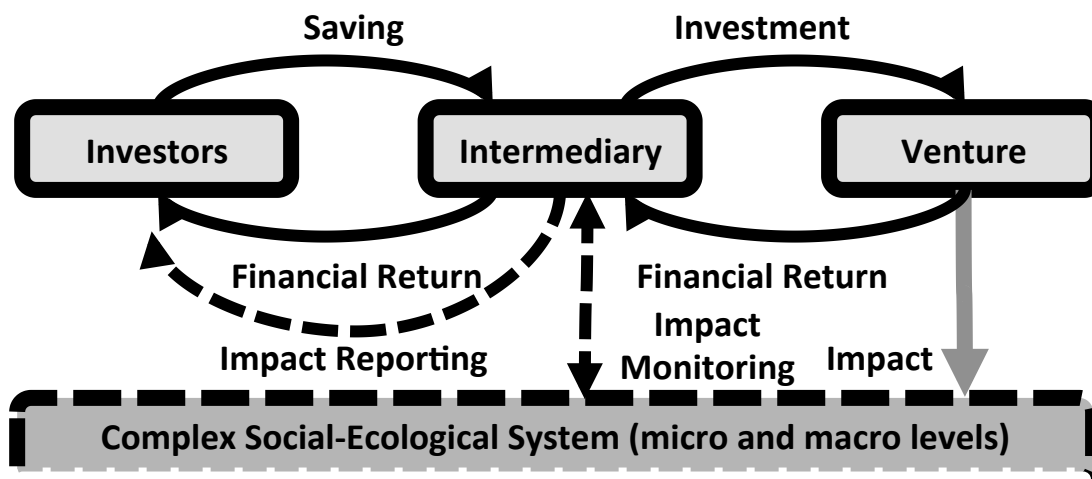 Saving
Investment
Investors
Intermediary
Venture
Financial Return
Financial Return
Impact Reporting
Impact
Monitoring
Impact
Complex Social-Ecological System (micro and macro levels)